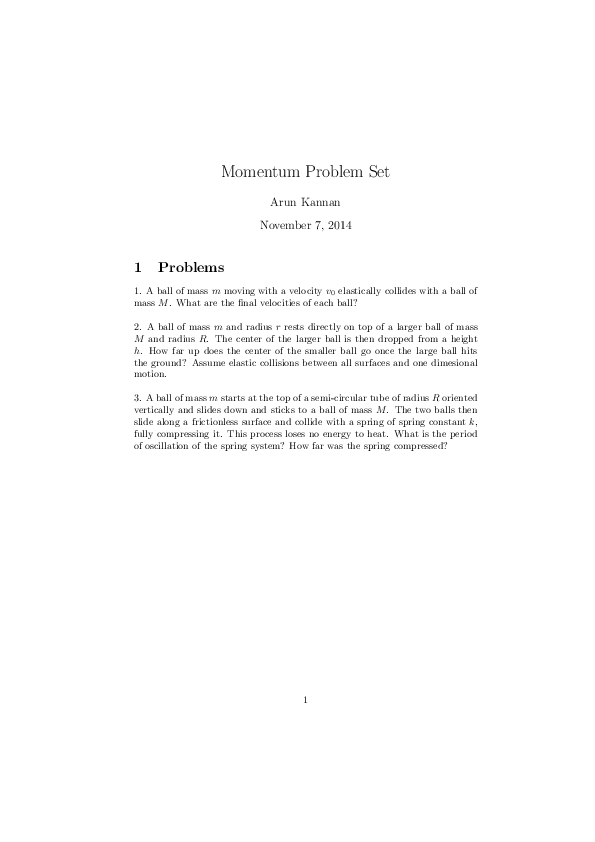 Momentum Problem Set
Arun Kannan
November 7, 2014
1 Problems
1. A ball of mass m moving with a velocity v₀ elastically collides with a ball of
mass M. What are the final velocities of each ball?
2. A ball of mass m and radius r rests directly on top of a larger ball of mass
M and radius R. The center of the larger ball is then dropped from a height
h. How far up does the center of the smaller ball go once the large ball hits
the ground? Assume elastic collisions between all surfaces and one dimesional
motion.
3. A ball of mass m starts at the top of a semi-circular tube of radius R oriented
vertically and slides down and sticks to a ball of mass M. The two balls then
slide along a frictionless surface and collide with a spring of spring constant k,
fully compressing it. This process loses no energy to heat. What is the period
of oscillation of the spring system? How far was the spring compressed?
1